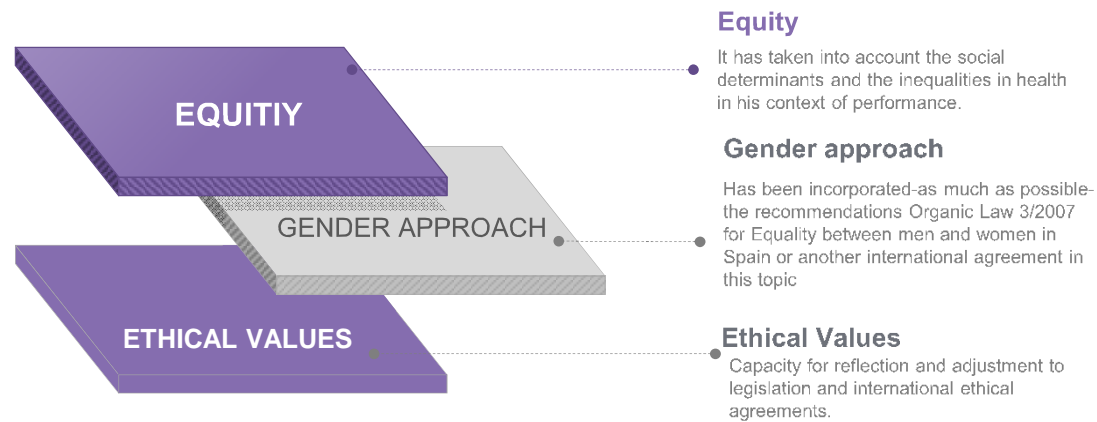 EQUITIY
GENDER APPROACH
ETHICAL VALUES
Equity
It has taken into account the social
determinants and the inequalities in health
in his context of performance.
Gender approach
Has been incorporated-as much as possible-
the recommendations Organic Law 3/2007
for Equality between men and women in
Spain or another international agreement in
this topic
Ethical Values
Capacity for reflection and adjustment to
legislation and international ethical
agreements.